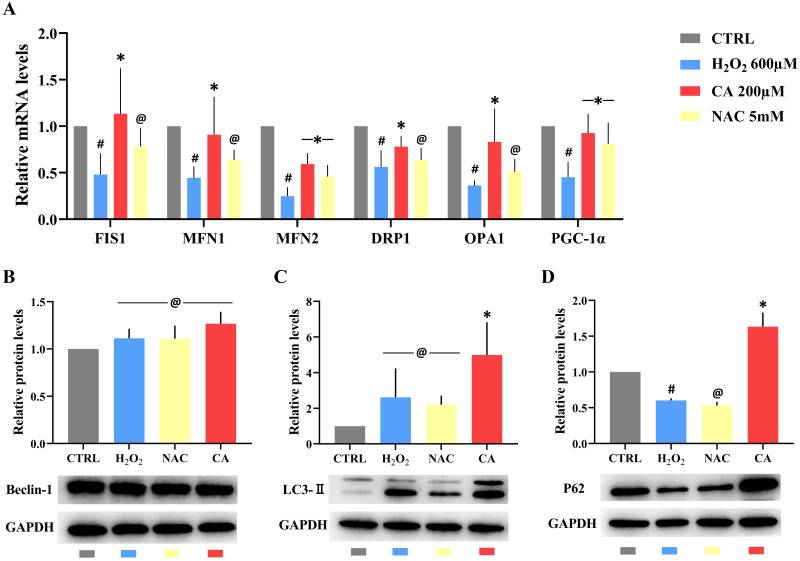 A
Relative mRNA levels
2.0
1.5
1.0
0.5
0.0
# * @
# * @
# *
# * @
# * @
# *
FIS1 MFN1 MFN2 DRP1 OPA1 PGC-1α
CTRL
H₂O₂ 600µM
CA 200µM
NAC 5mM
B
Relative protein levels
1.5
1.0
0.5
0.0
@
CTRL H₂O₂ NAC CA
Beclin-1
GAPDH
C
Relative protein levels
8
6
4
2
0
@ *
CTRL H₂O₂ NAC CA
LC3-Ⅱ
GAPDH
D
Relative protein levels
2.0
1.5
1.0
0.5
0.0
# @ *
CTRL H₂O₂ NAC CA
P62
GAPDH